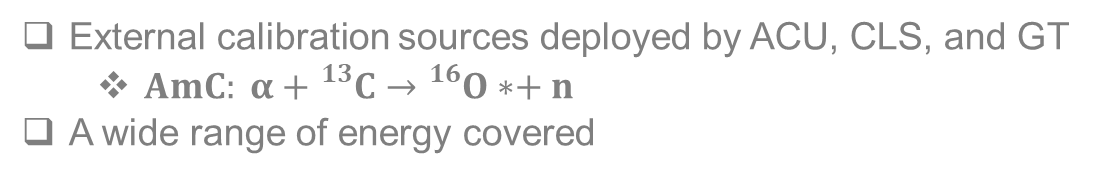 ❑ External calibration sources deployed by ACU, CLS, and GT
❖ AmC: α + ¹³C → ¹⁶O *+ n
❑ A wide range of energy covered